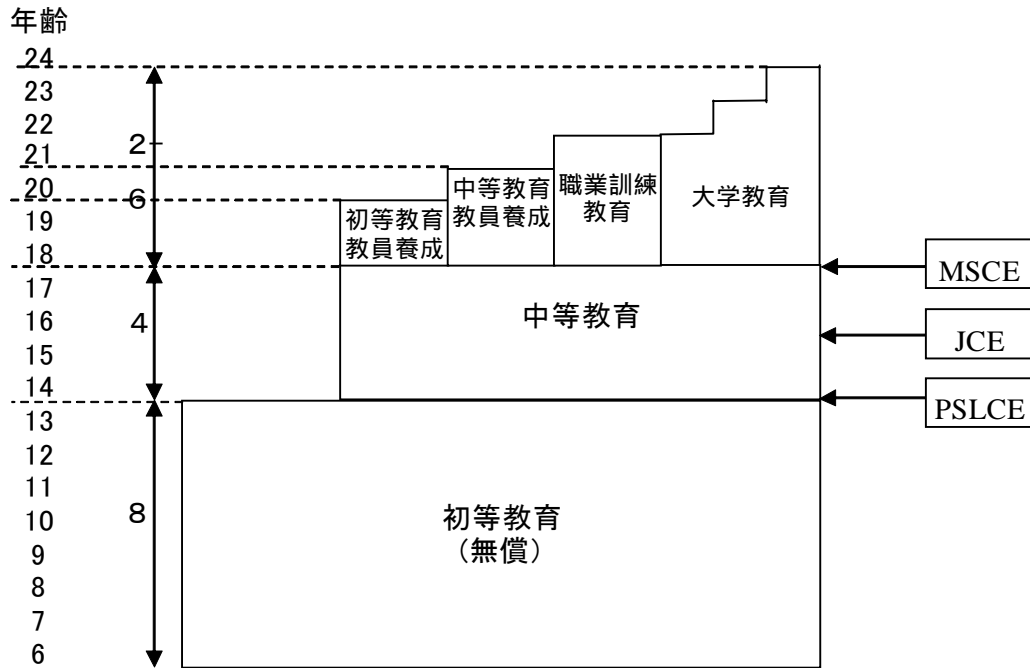 年齢
24
23
22
21
20
19
18
17
16
15
14
13
12
11
10
9
8
7
6
2-
6
4
8
初等教育
教員養成
中等教育
教員養成
職業訓練
教育
大学教育
中等教育
初等教育
（無償）
MSCE
JCE
PSLCE